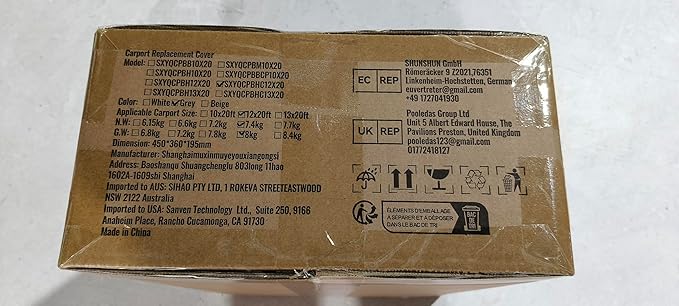 Carport Replacement Cover
Model: □SXYQCPBB10X20 □SXYQCPBM10X20
□SXYQCPBH10X20 □SXYQCPBCP10X20
□SXYQCPBH12X20 ☑SXYQCPBHC12X20
□SXYQCPBH13X20 □SXYQCPBHC13X20
Color: □White ☑Grey □Beige
Applicable Carport Size: □10x20ft ☑12x20ft □13x20ft
N.W: □6.15kg □6.6kg □7.2kg ☑7.4kg □7.7kg
G.W: □6.8kg □7.2kg □7.8kg ☑8kg □8.4kg
Dimension: 450*360*195mm
Manufacturer: Shanghaimuxinmuyeyouxiangongsi
Address: Baoshanqu Shuangchenglu 803long 11hao
1602A-1609shi Shanghai
Imported to AUS: SIHAO PTY LTD, 1 ROKEVA STREETEASTWOOD
NSW 2122 Australia
Imported to USA: Sanven Technology Ltd., Suite 250, 9166
Anaheim Place, Rancho Cucamonga, CA 91730
Made in China
EC REP
SHUNSHUN GmbH
Römeräcker 9 Z2021,76351
Linkenheim-Hochstetten, German
euvertreter@gmail.com
+49 1727041930
UK REP
Pooledas Group Ltd
Unit 5 Albert Edward House, The
Pavilions Preston, United Kingdom
pooledas123@gmail.com
01772418127
ÉLÉMENTS D'EMBALLAGE
À SÉPARER ET À DÉPOSER
DANS LE BAC DE TRI
BAC
DE
TRI